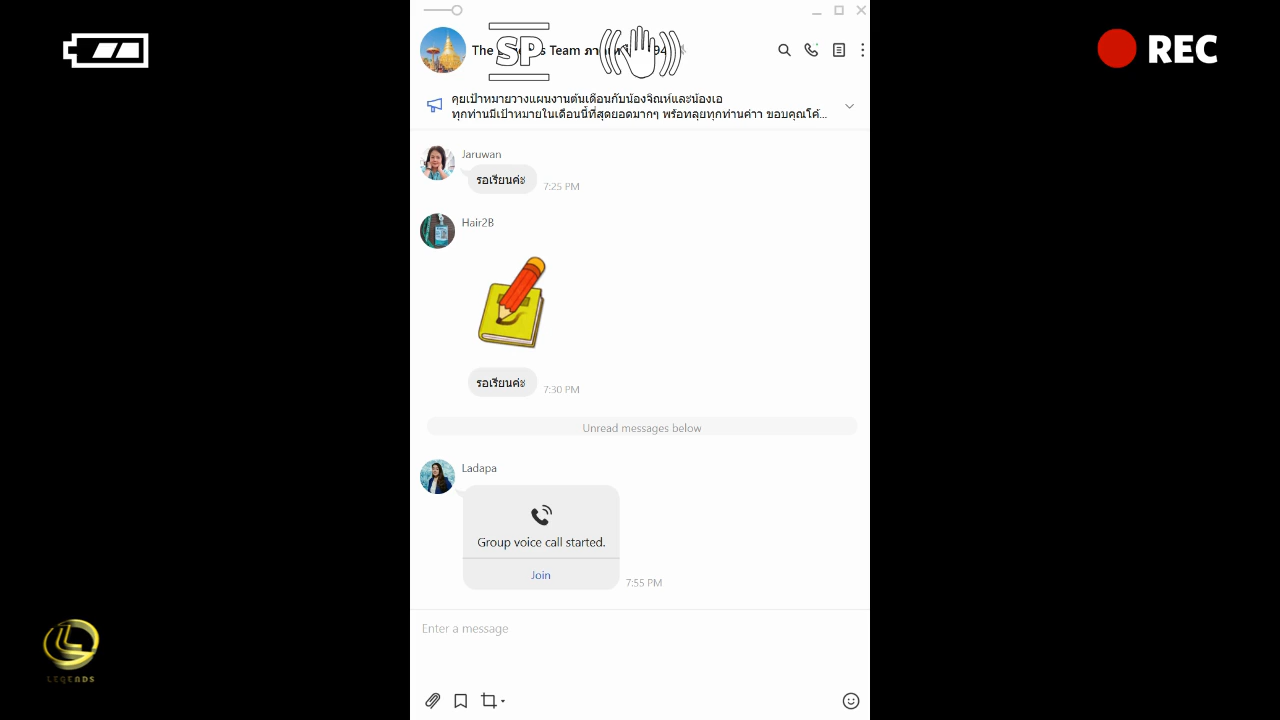 REC
The
SP
Team
คุยเป้าหมายวางแผนงานต้นเดือนกับน้องจิณห์และน้องเอ
ทุกท่านมีเป้าหมายในเดือนนี้ที่สุดยอดมากๆ พร้อทลุยทุกท่านค่าา ขอบคุณโค้...
Jaruwan
รอเรียนค่ะ
7:25 PM
Hair2B
รอเรียนค่ะ
7:30 PM
Unread messages below
Ladapa
Group voice call started.
Join
7:55 PM
Enter a message
LEGENDS